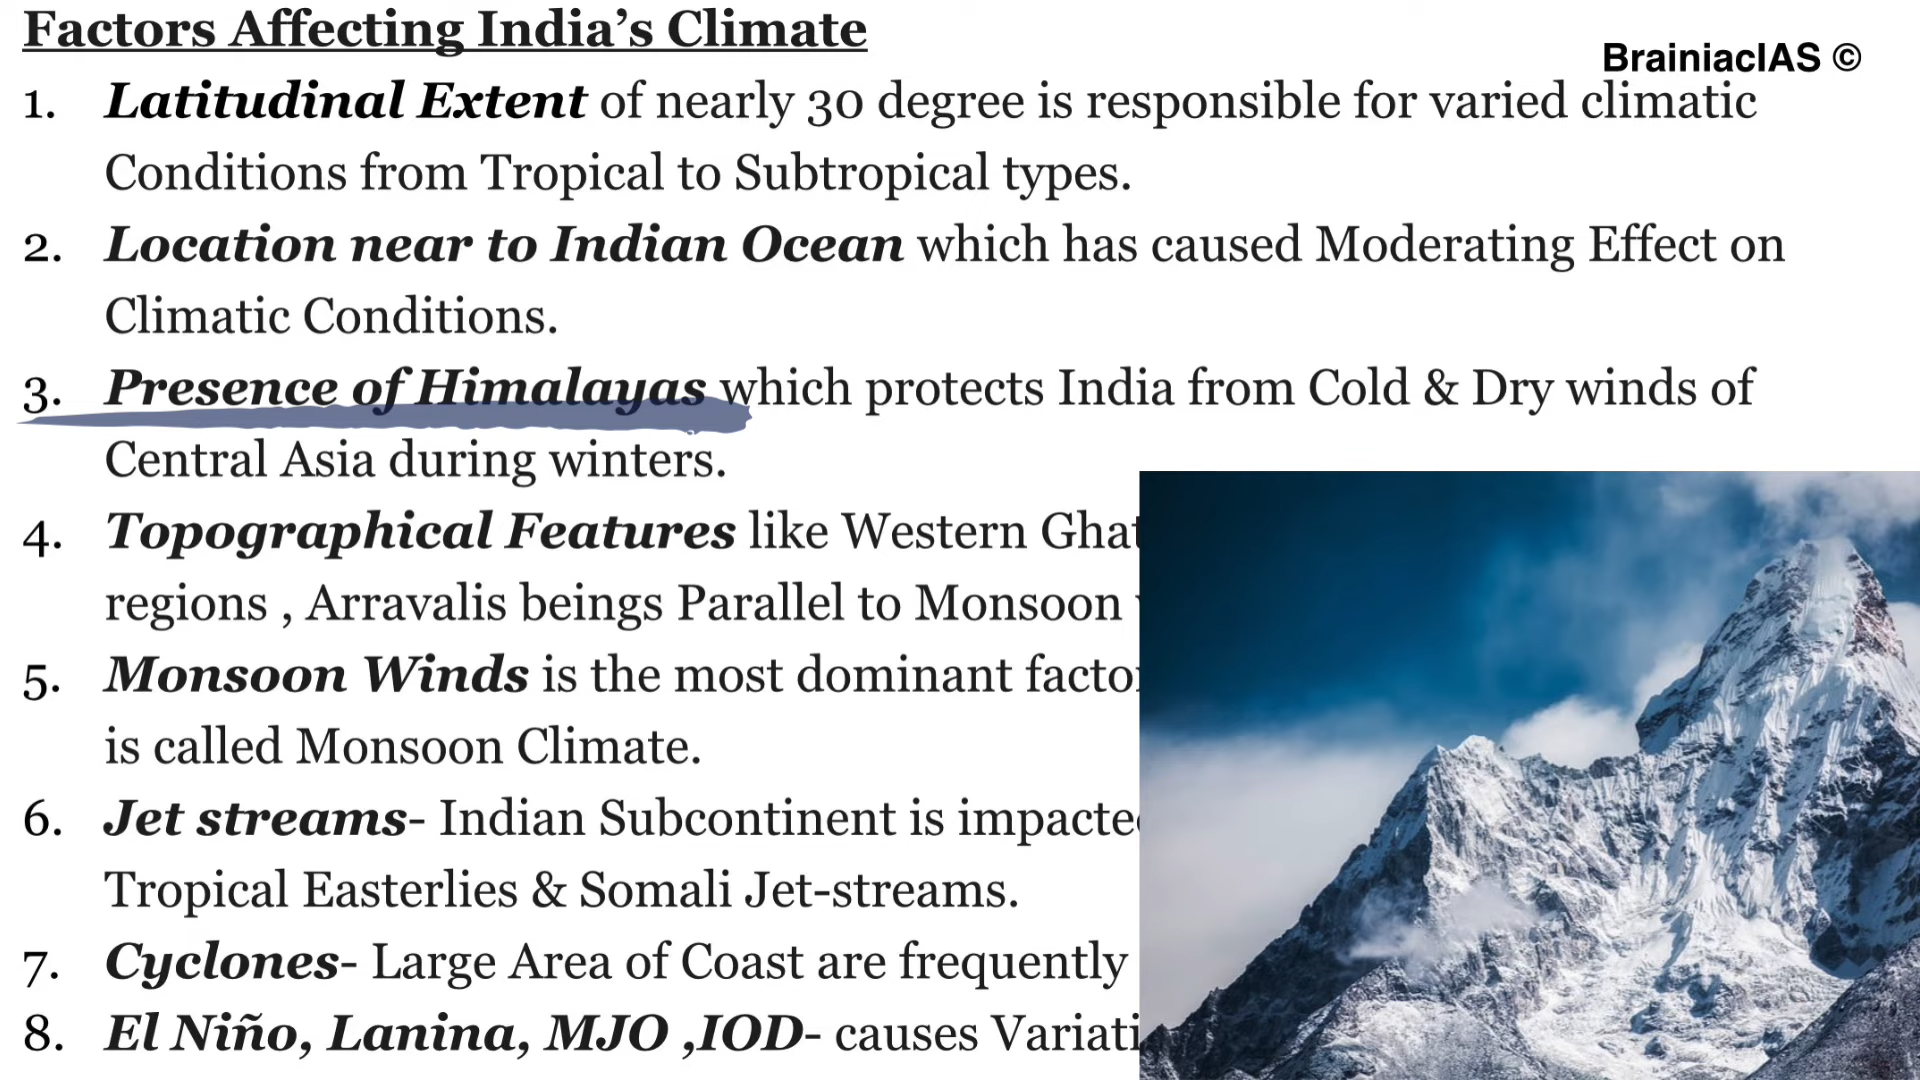 Factors Affecting India’s Climate
BrainiacIAS ©
1. Latitudinal Extent of nearly 30 degree is responsible for varied climatic
Conditions from Tropical to Subtropical types.
2. Location near to Indian Ocean which has caused Moderating Effect on
Climatic Conditions.
3. Presence of Himalayas which protects India from Cold & Dry winds of
Central Asia during winters.
4. Topographical Features like Western
regions , Arravalis beings Parallel to Monsoon
5. Monsoon Winds is the most dominant
is called Monsoon Climate.
6. Jet streams- Indian Subcontinent is
Tropical Easterlies & Somali Jet-streams.
7. Cyclones- Large Area of Coast are frequently
8. El Niño, Lanina, MJO ,IOD- causes